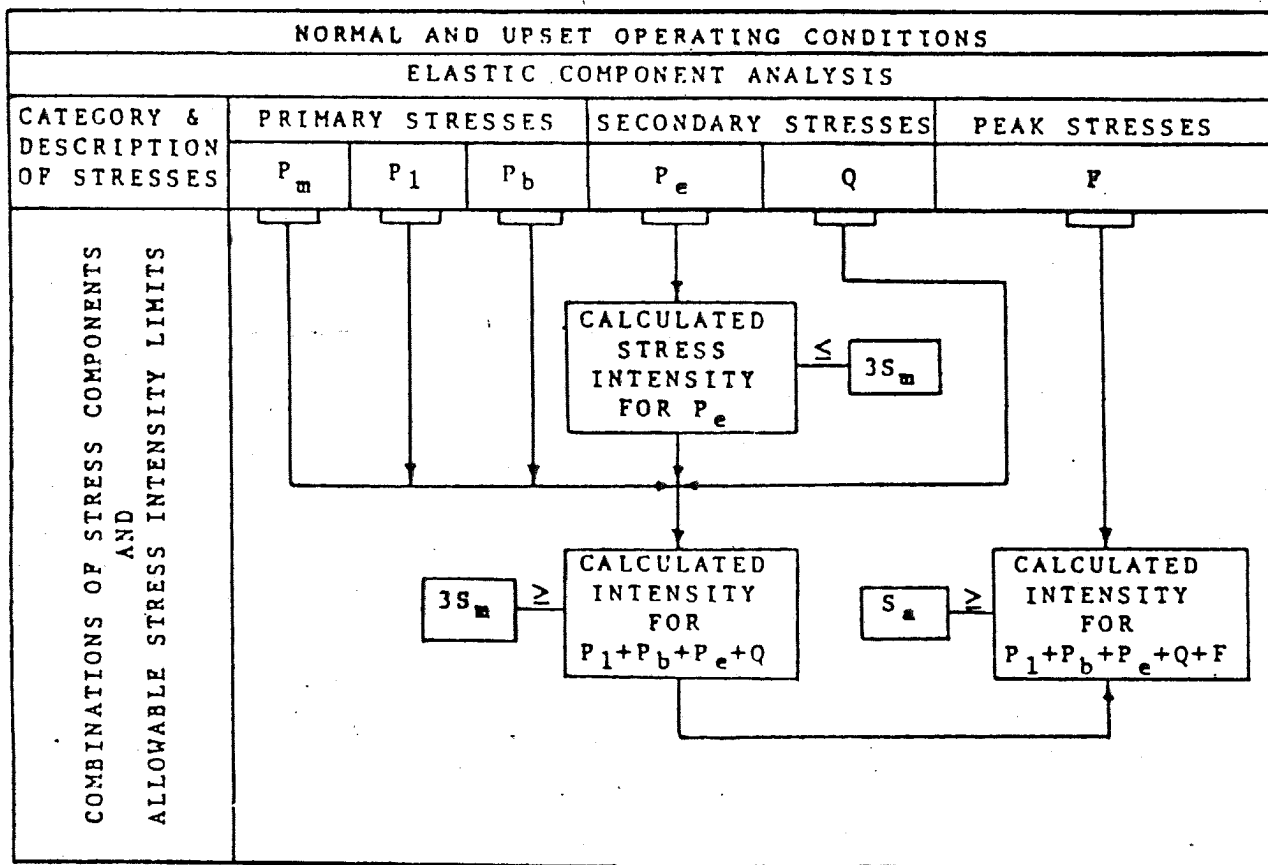 NORMAL AND UPSET OPERATING CONDITIONS
ELASTIC COMPONENT ANALYSIS
CATEGORY &
DESCRIPTION
OF STRESSES
PRIMARY STRESSES
SECONDARY STRESSES
PEAK STRESSES
Pm
P1
Pb
Pe
Q
F
COMBINATIONS OF STRESS COMPONENTS
AND
ALLOWABLE STRESS INTENSITY LIMITS
CALCULATED
STRESS
INTENSITY
FOR Pe
≤
3Sm
3Sm
≥
CALCULATED
INTENSITY
FOR
P1+Pb+Pe+Q
Sa
≥
CALCULATED
INTENSITY
FOR
P1+Pb+Pe+Q+F